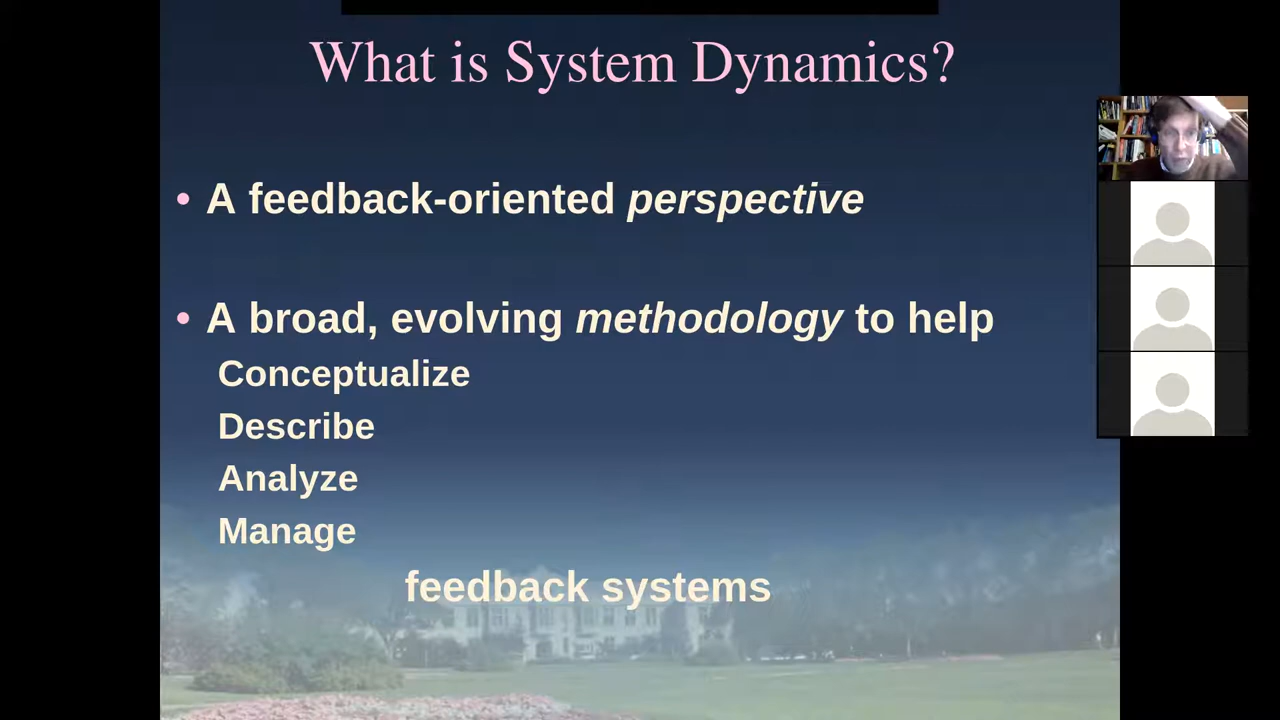 What is System Dynamics?
• A feedback-oriented perspective
• A broad, evolving methodology to help
Conceptualize
Describe
Analyze
Manage
feedback systems